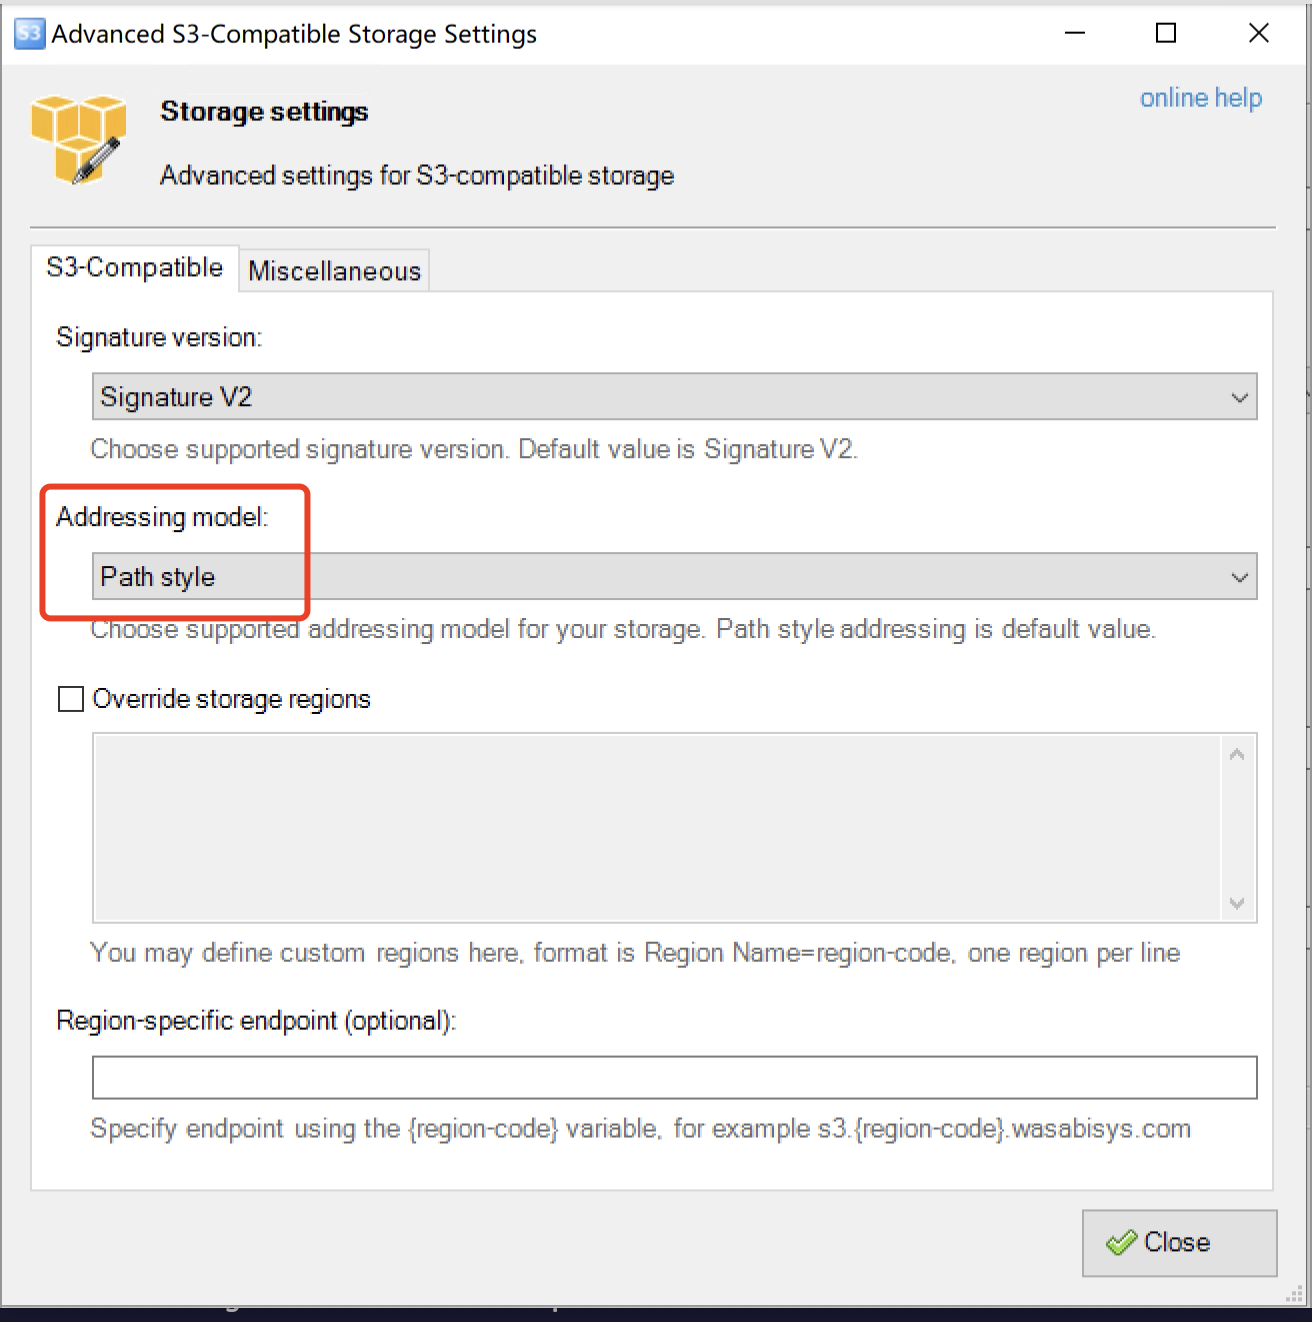 S3 Advanced S3-Compatible Storage Settings
online help
Storage settings
Advanced settings for S3-compatible storage
S3-Compatible Miscellaneous
Signature version:
Signature V2
Choose supported signature version. Default value is Signature V2.
Addressing model:
Path style
Choose supported addressing model for your storage. Path style addressing is default value.
Override storage regions
You may define custom regions here, format is Region Name=region-code, one region per line
Region-specific endpoint (optional):
Specify endpoint using the {region-code} variable, for example s3.{region-code}.wasabisys.com
Close